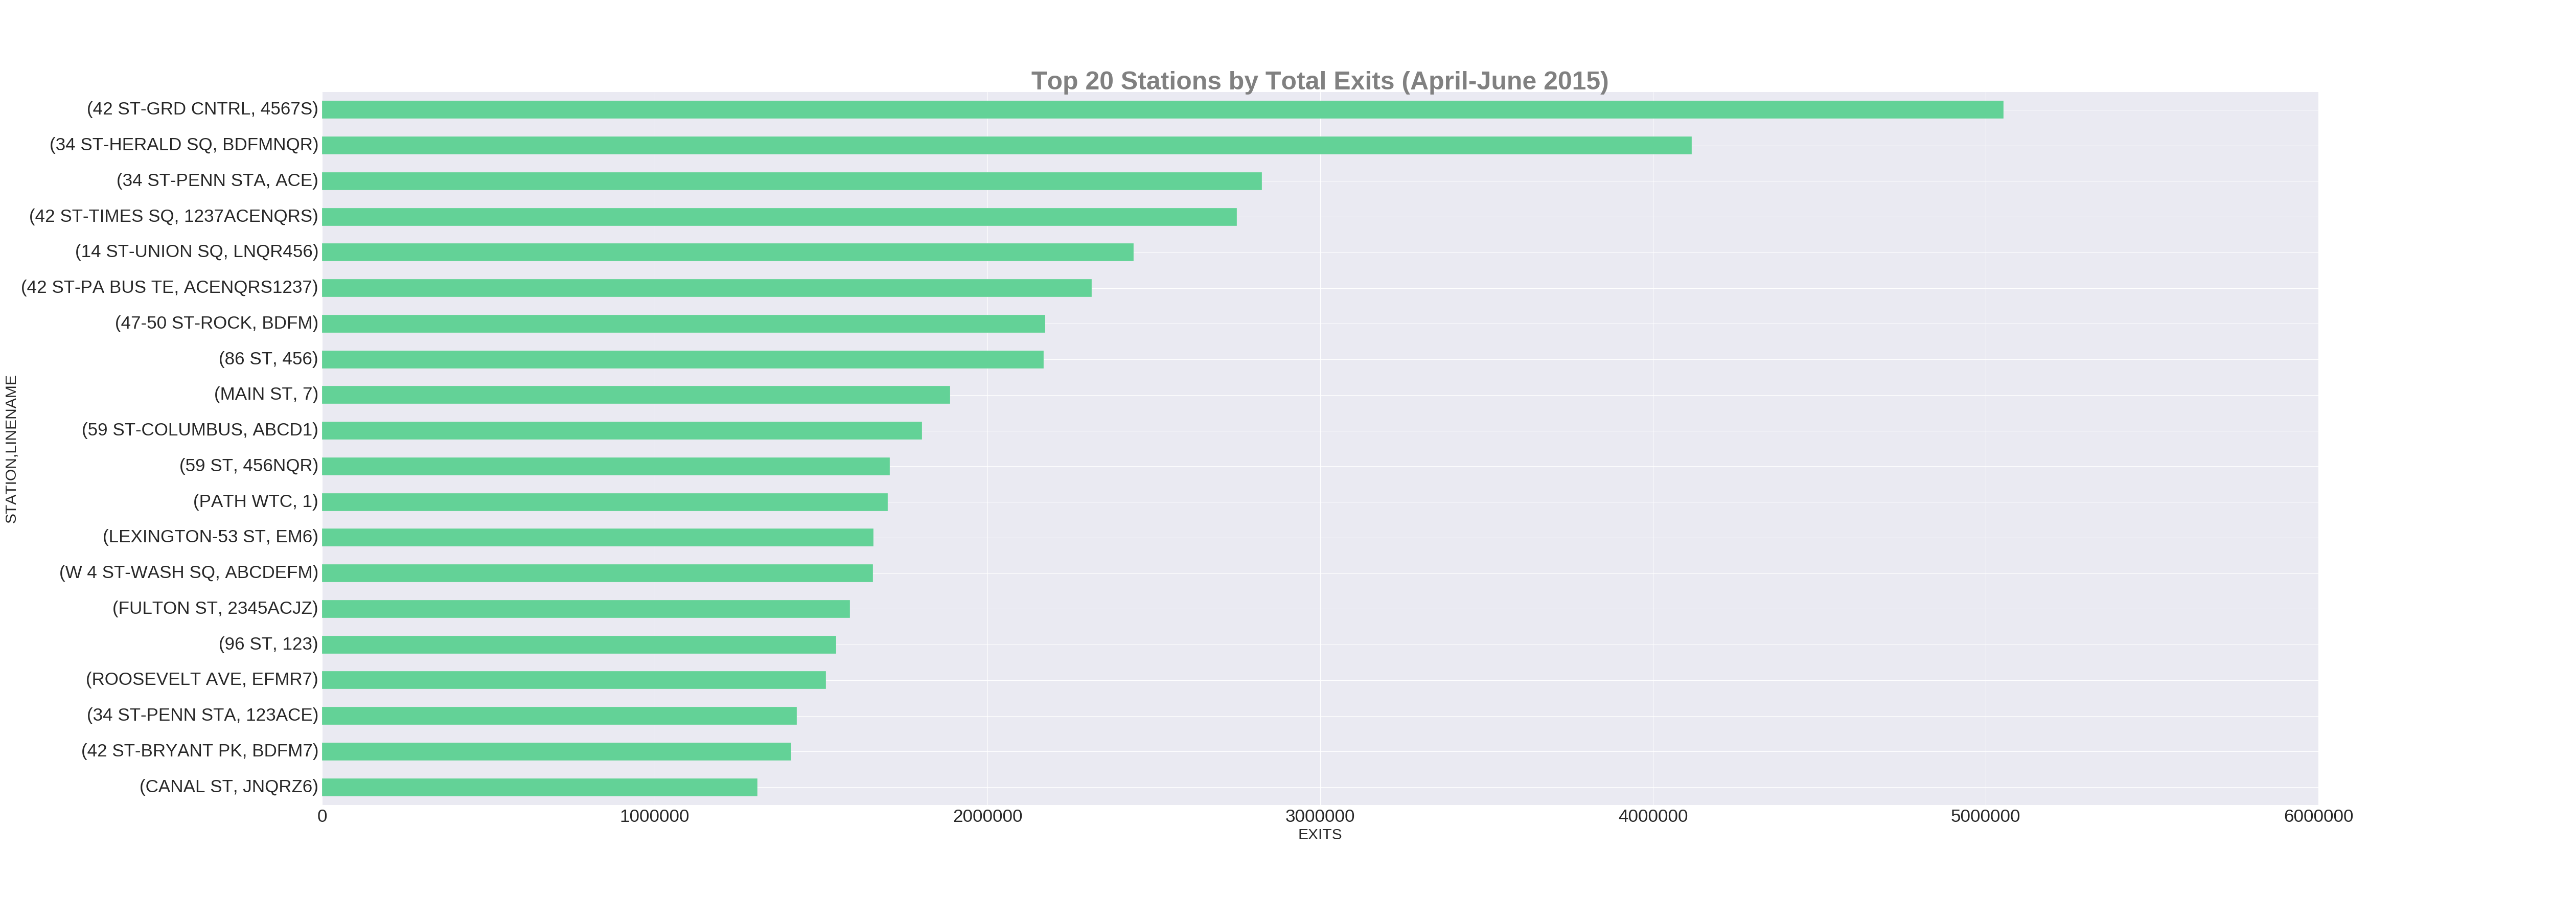 Top 20 Stations by Total Exits (April-June 2015)
(42 ST-GRD CNTRL, 4567S)
(34 ST-HERALD SQ, BDFMNQR)
(34 ST-PENN STA, ACE)
(42 ST-TIMES SQ, 1237ACENQRS)
(14 ST-UNION SQ, LNQR456)
(42 ST-PA BUS TE, ACENQRS1237)
(47-50 ST-ROCK, BDFM)
(86 ST, 456)
(MAIN ST, 7)
(59 ST-COLUMBUS, ABCD1)
(59 ST, 456NQR)
(PATH WTC, 1)
(LEXINGTON-53 ST, EM6)
(W 4 ST-WASH SQ, ABCDEFM)
(FULTON ST, 2345ACJZ)
(96 ST, 123)
(ROOSEVELT AVE, EFMR7)
(34 ST-PENN STA, 123ACE)
(42 ST-BRYANT PK, BDFM7)
(CANAL ST, JNQRZ6)
STATION,LINENAME
0 1000000 2000000 3000000 4000000 5000000 6000000
EXITS